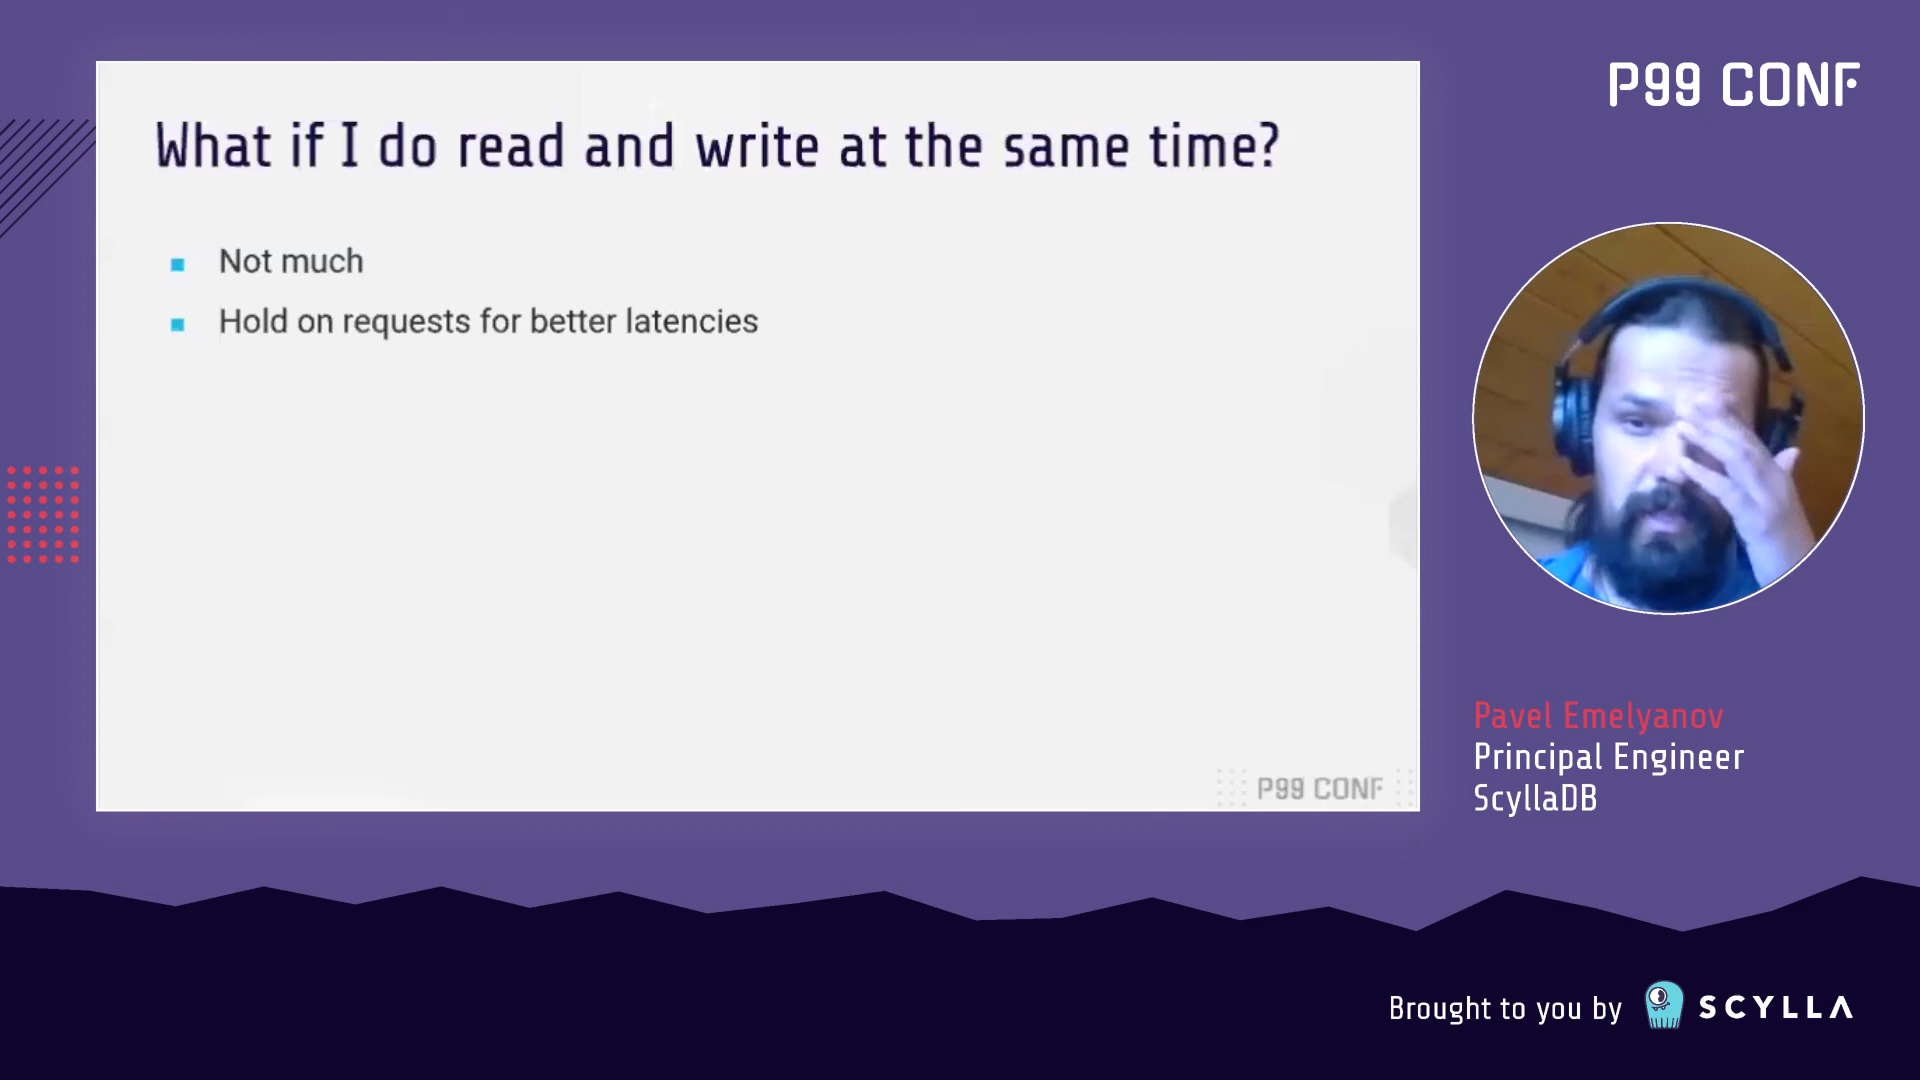 P99 CONF
What if I do read and write at the same time?
Not much
Hold on requests for better latencies
P99 CONF
Pavel Emelyanov
Principal Engineer
ScyllaDB
Brought to you by SCYLLA